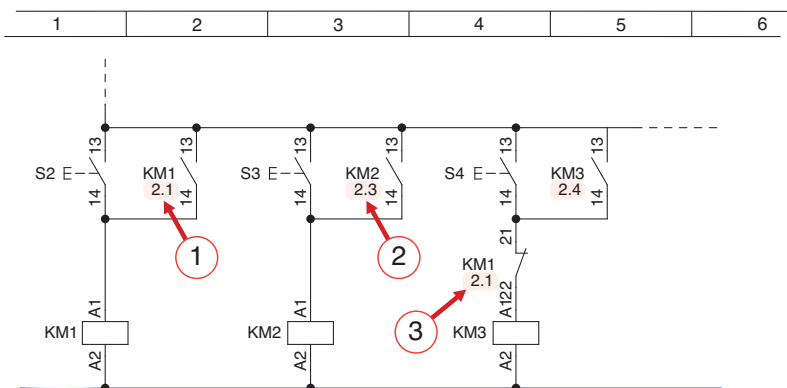 1 2 3 4 5 6
13 13 13 13 13 13
S2 KM1 S3 KM2 S4 KM3
2.1 2.3 2.4
14 14 14 14 14 14
1 2
21
KM1
2.1
22
3
A1 A1 A1
KM1 KM2 KM3
A2 A2 A2